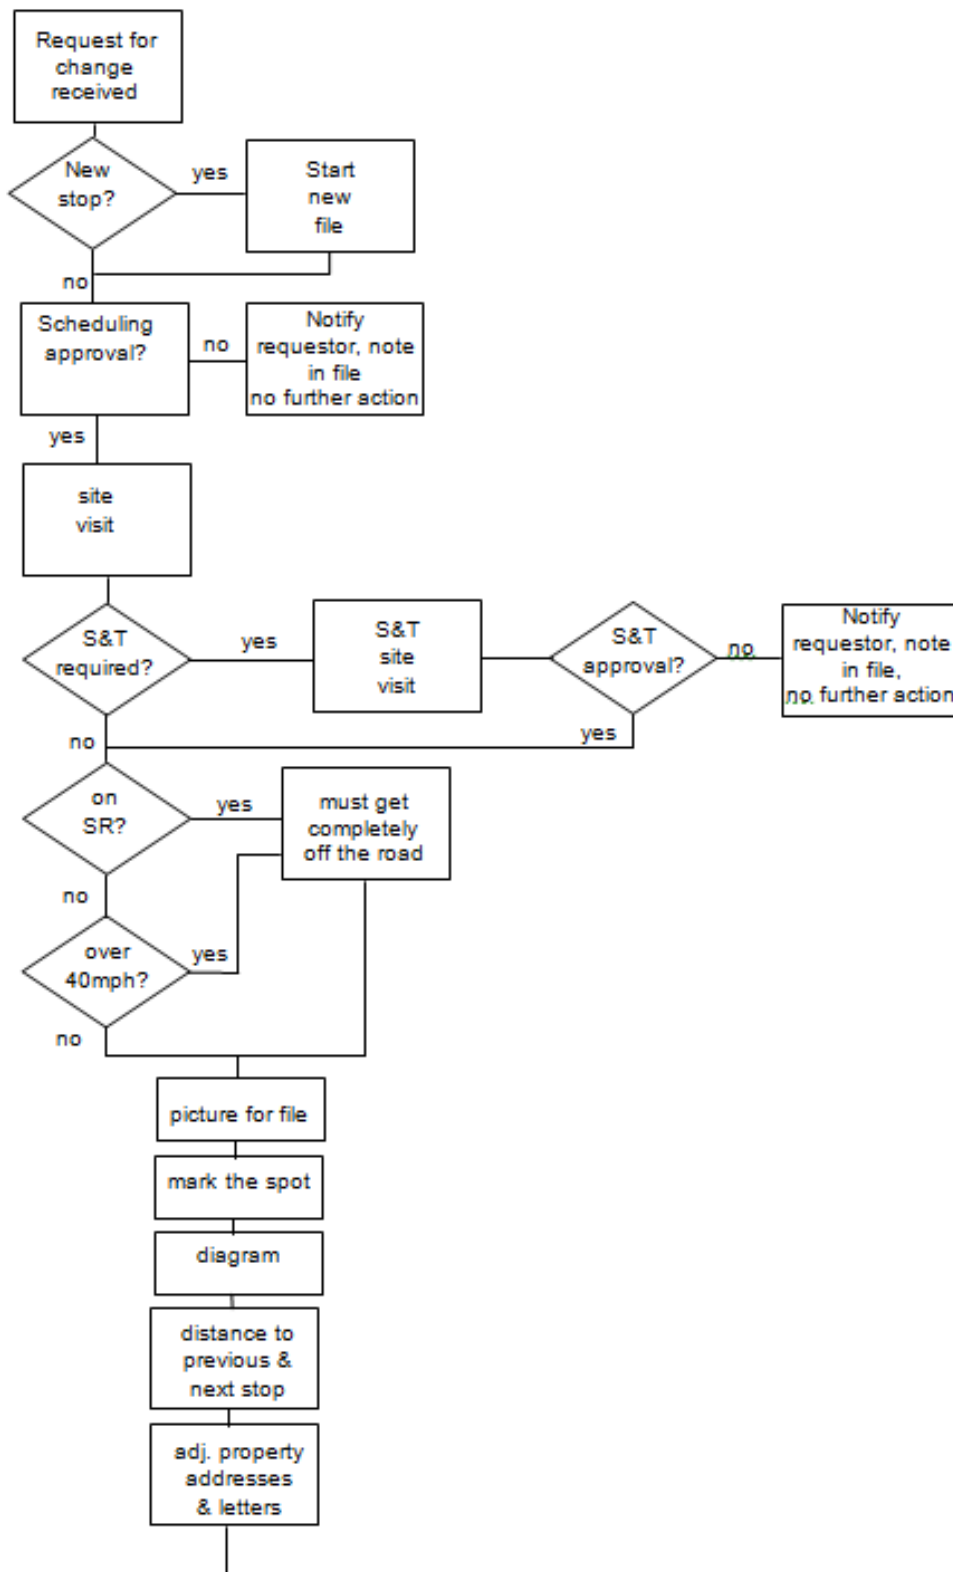 Request for
change
received
New
stop?
yes
Start
new
file
no
Scheduling
approval?
no
Notify
requestor, note
in file
no further action
yes
site
visit
S&T
required?
yes
S&T
site
visit
S&T
approval?
no
Notify
requestor, note
in file,
no further action
no
yes
on
SR?
yes
must get
completely
off the road
no
over
40mph?
yes
no
picture for file
mark the spot
diagram
distance to
previous &
next stop
adj. property
addresses
& letters